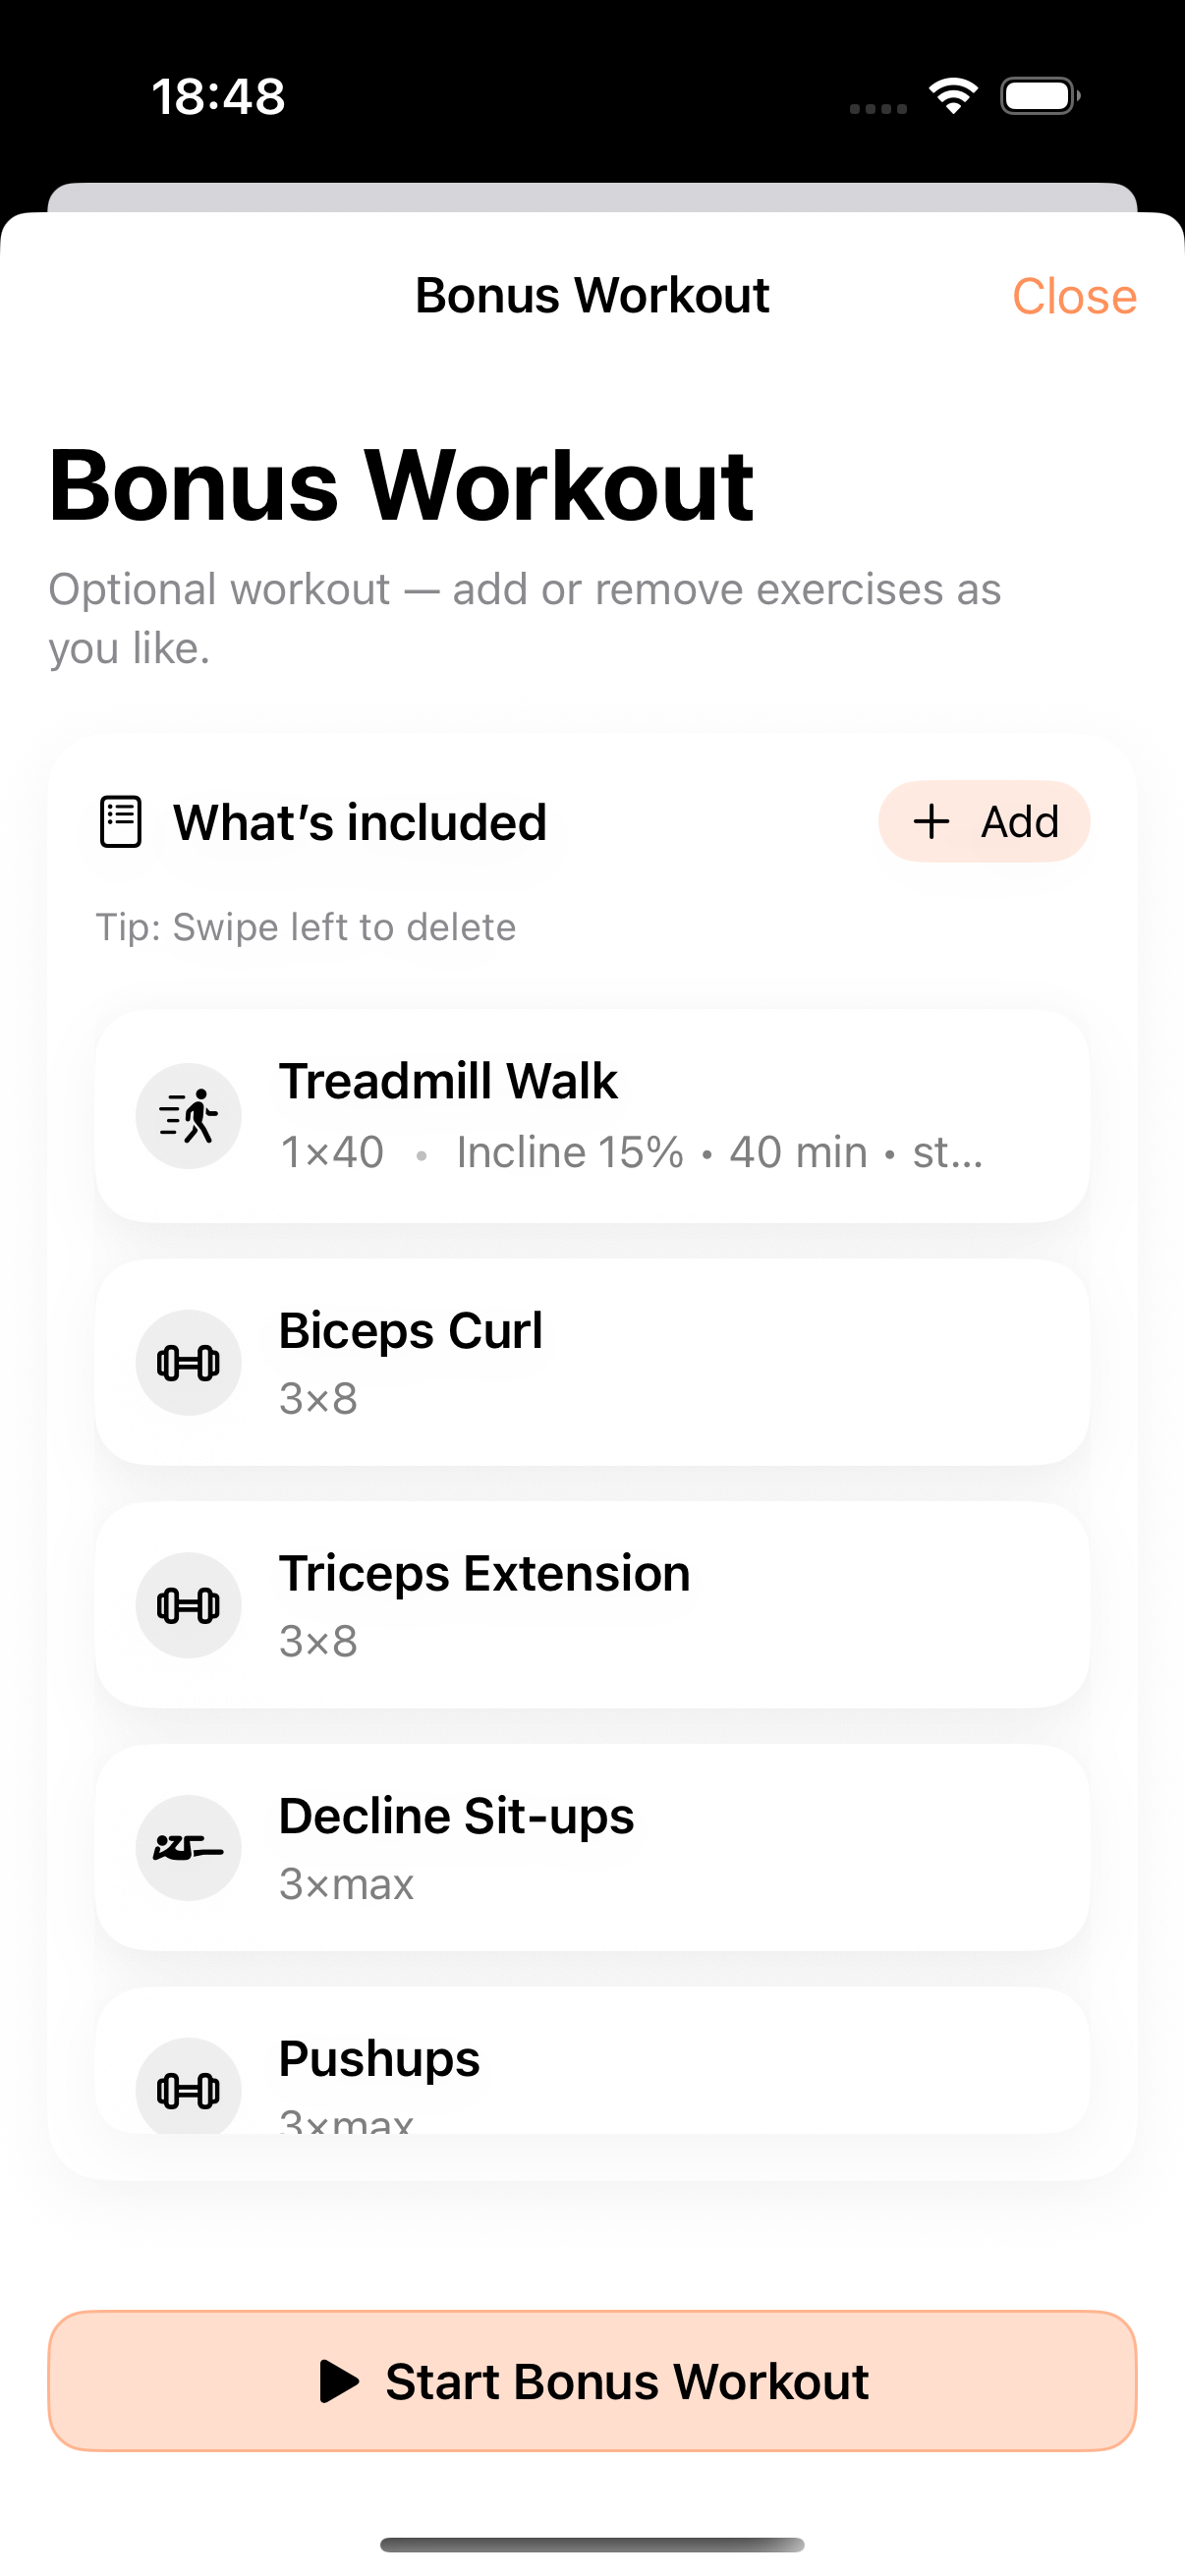 18:48
Bonus Workout
Close
Bonus Workout
Optional workout — add or remove exercises as
you like.
What’s included
+ Add
Tip: Swipe left to delete
Treadmill Walk
1×40 • Incline 15% • 40 min • st…
Biceps Curl
3×8
Triceps Extension
3×8
Decline Sit-ups
3×max
Pushups
3×max
Start Bonus Workout